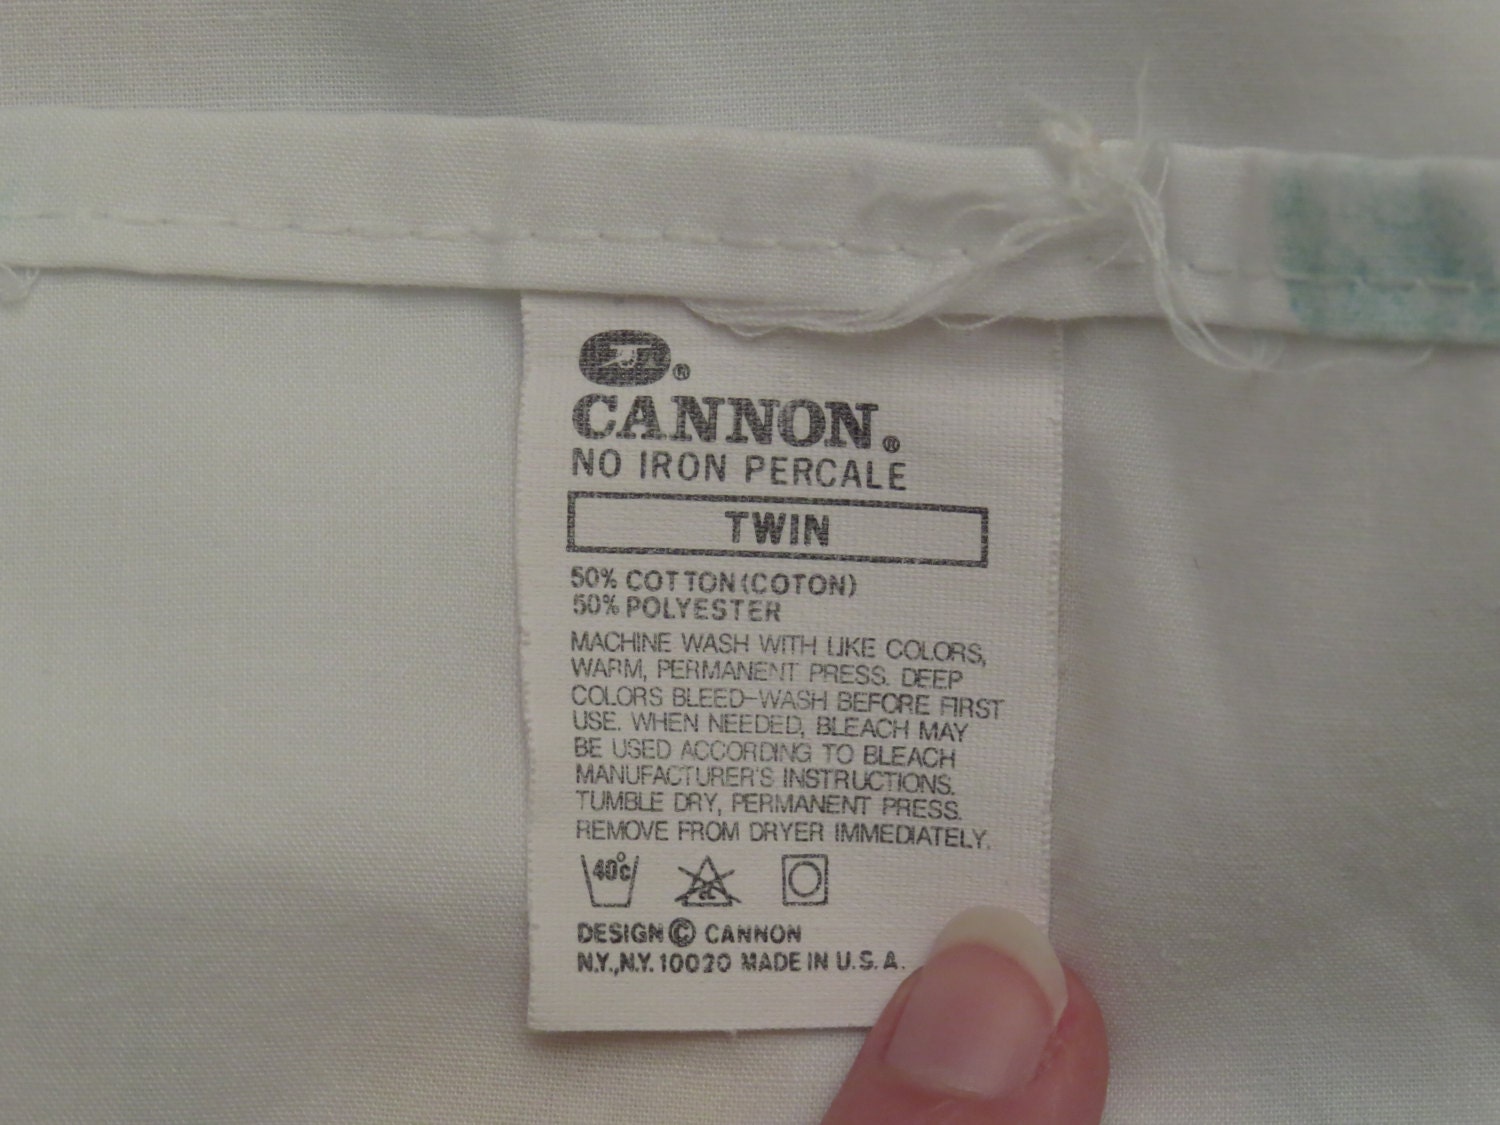 ®
CANNON®
NO IRON PERCALE
TWIN
50% COTTON (COTON)
50% POLYESTER
MACHINE WASH WITH LIKE COLORS,
WARM, PERMANENT PRESS. DEEP
COLORS BLEED-WASH BEFORE FIRST
USE. WHEN NEEDED, BLEACH MAY
BE USED ACCORDING TO BLEACH
MANUFACTURER'S INSTRUCTIONS.
TUMBLE DRY, PERMANENT PRESS.
REMOVE FROM DRYER IMMEDIATELY.
40°C
DESIGN © CANNON
N.Y.,N.Y. 10020 MADE IN U.S.A.